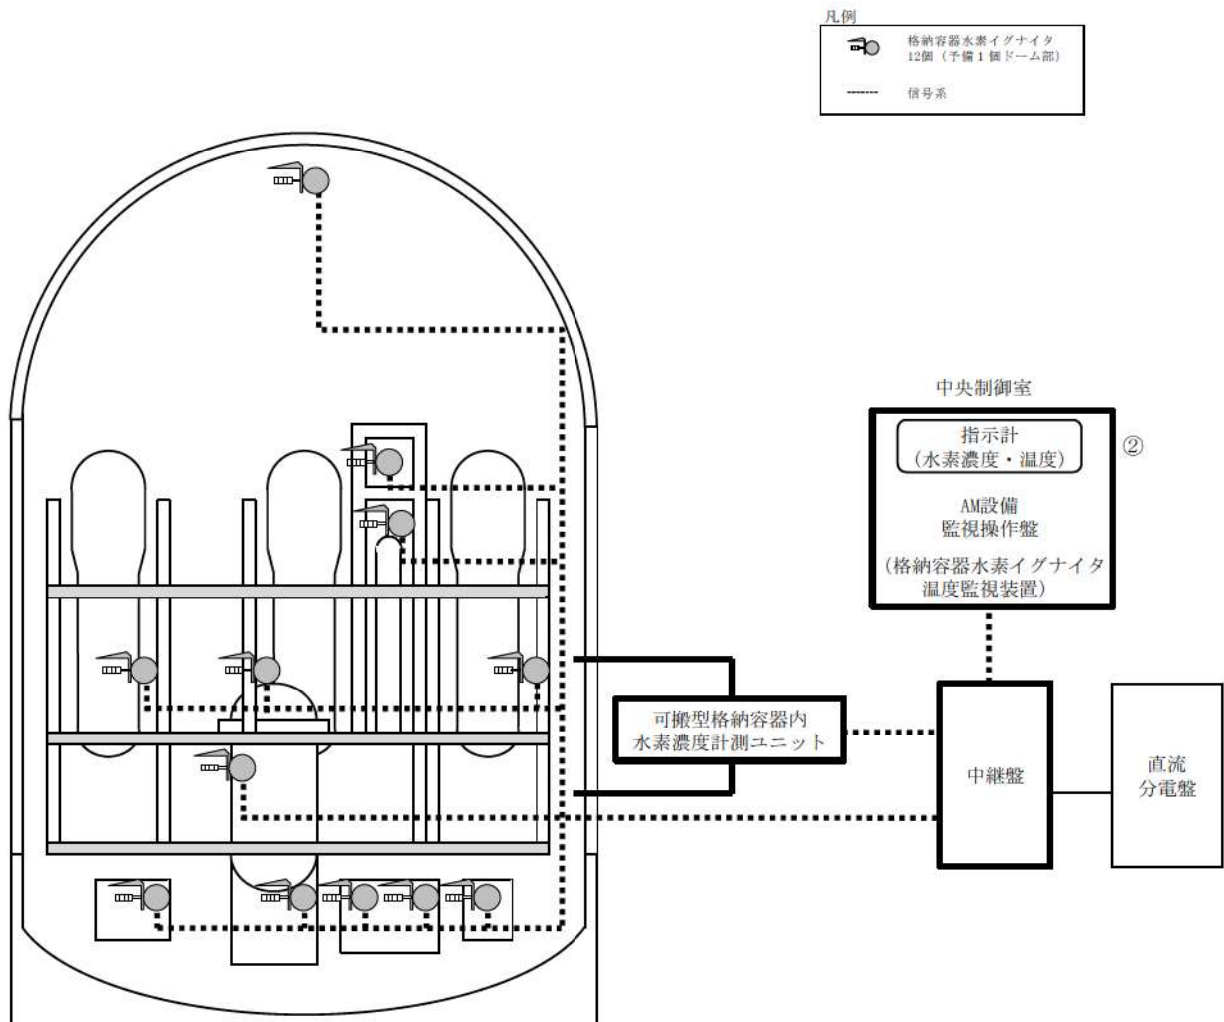 凡例
格納容器水素イグナイタ
12個（予備１個ドーム部）
信号系
中央制御室
指示計
（水素濃度・温度）
②
AM設備
監視操作盤
（格納容器水素イグナイタ
温度監視装置）
可搬型格納容器内
水素濃度計測ユニット
中継盤
直流
分電盤